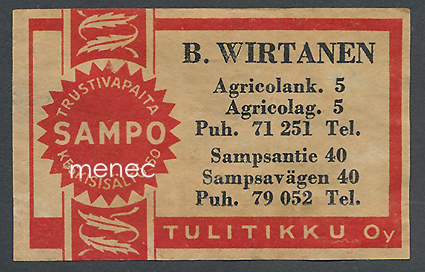 TRUSTIVAPAITA
SAMPO
menec
B. WIRTANEN
Agricolank. 5
Agricolag. 5
Puh. 71 251 Tel.
Sampsantie 40
Sampsavägen 40
Puh. 79 052 Tel.
TULITIKKU Oy